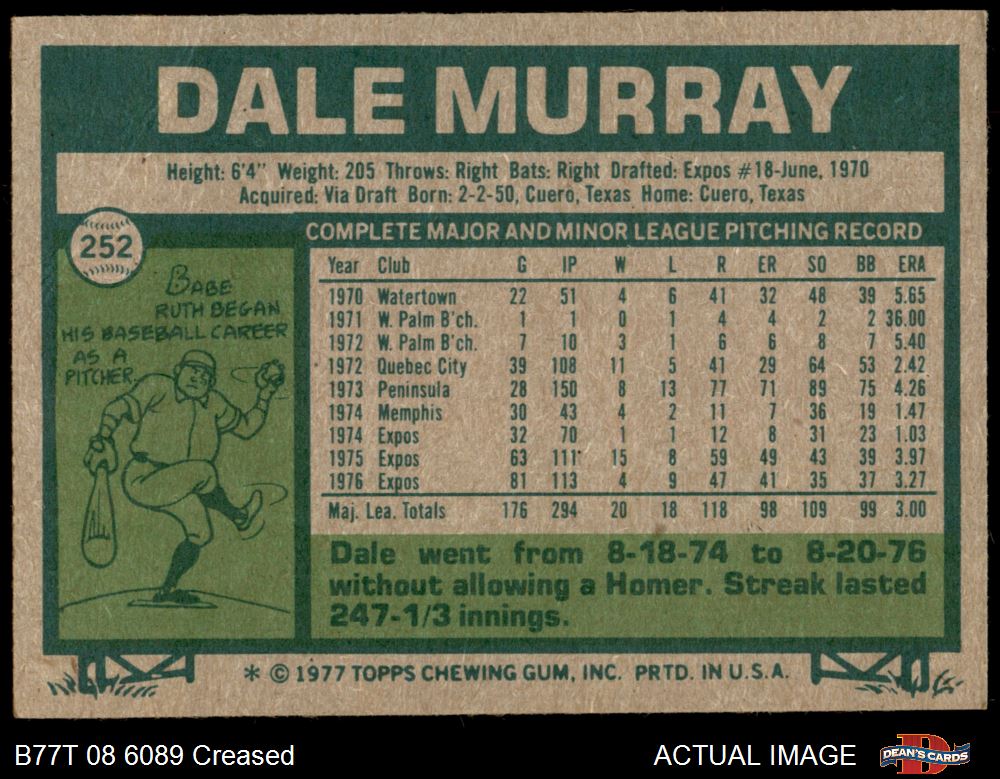 DALE MURRAY
Height: 6'4" Weight: 205 Throws: Right Bats: Right Drafted: Expos #18-June, 1970
Acquired: Via Draft Born: 2-2-50, Cuero, Texas Home: Cuero, Texas
252
BABE
RUTH BEGAN
HIS BASEBALL CAREER
AS A
PITCHER.
COMPLETE MAJOR AND MINOR LEAGUE PITCHING RECORD
Year Club G IP W L R ER SO BB ERA
1970 Watertown 22 51 4 6 41 32 48 39 5.65
1971 W. Palm B'ch. 1 1 0 1 4 4 2 2 36.00
1972 W. Palm B'ch. 7 10 3 1 6 6 8 7 5.40
1972 Quebec City 39 108 11 5 41 29 64 53 2.42
1973 Peninsula 28 150 8 13 77 71 89 75 4.26
1974 Memphis 30 43 4 2 11 7 36 19 1.47
1974 Expos 32 70 1 1 12 8 31 23 1.03
1975 Expos 63 111 15 8 59 49 43 39 3.97
1976 Expos 81 113 4 9 47 41 35 37 3.27
Maj. Lea. Totals 176 294 20 18 118 98 109 99 3.00
Dale went from 8-18-74 to 8-20-76
without allowing a Homer. Streak lasted
247-1/3 innings.
* © 1977 TOPPS CHEWING GUM, INC. PRTD. IN U.S.A.
B77T 08 6089 Creased
ACTUAL IMAGE
DEAN'S CARDS